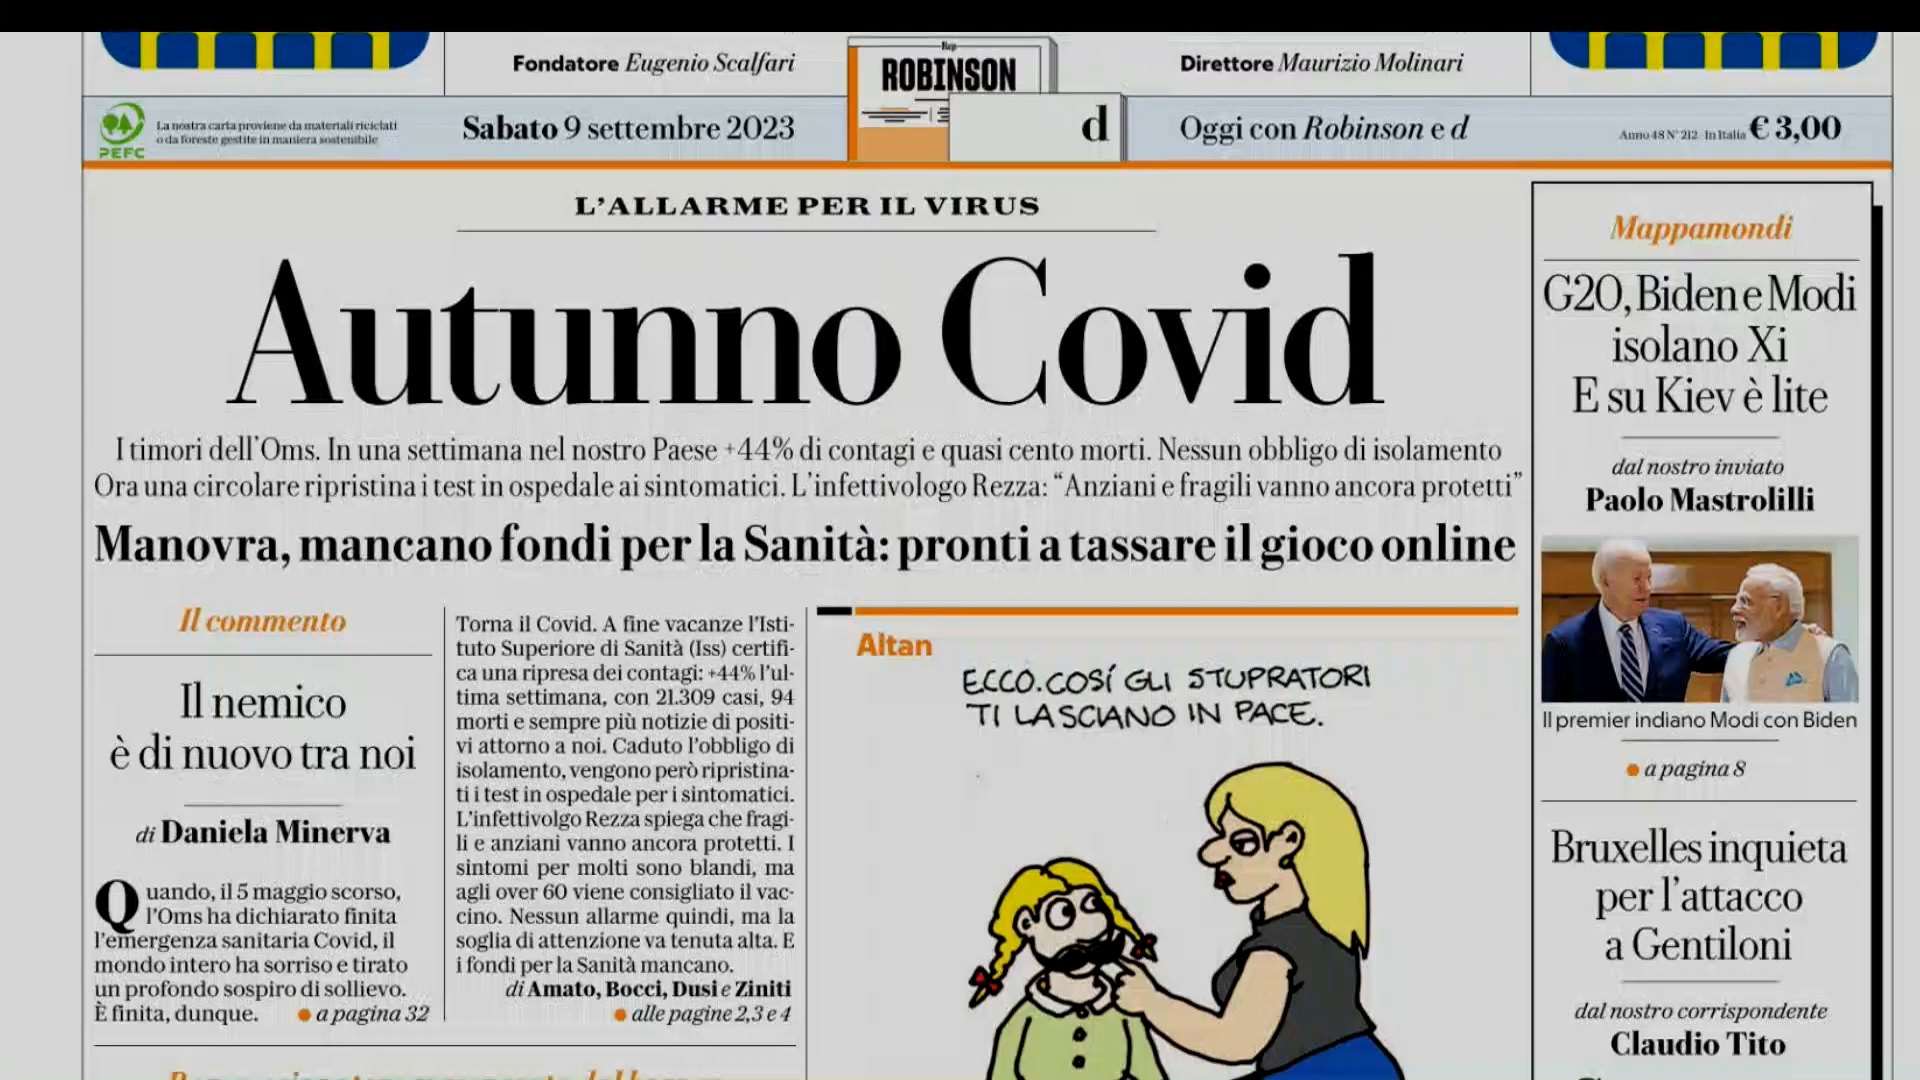 Fondatore Eugenio Scalfari
Rep
ROBINSON
d
Direttore Maurizio Molinari
PEFC
La nostra carta proviene da materiali riciclati
o da foreste gestite in maniera sostenibile
Sabato 9 settembre 2023
Oggi con Robinson e d
Anno 48 N° 212 In Italia € 3,00
L'ALLARME PER IL VIRUS
Autunno Covid
I timori dell'Oms. In una settimana nel nostro Paese +44% di contagi e quasi cento morti. Nessun obbligo di isolamento
Ora una circolare ripristina i test in ospedale ai sintomatici. L'infettivologo Rezza: “Anziani e fragili vanno ancora protetti”
Manovra, mancano fondi per la Sanità: pronti a tassare il gioco online
Il commento
Il nemico
è di nuovo tra noi
di Daniela Minerva
Quando, il 5 maggio scorso,
l'Oms ha dichiarato finita
l'emergenza sanitaria Covid, il
mondo intero ha sorriso e tirato
un profondo sospiro di sollievo.
È finita, dunque. a pagina 32
Torna il Covid. A fine vacanze l'Isti-
tuto Superiore di Sanità (Iss) certifi-
ca una ripresa dei contagi: +44% l'ul-
tima settimana, con 21.309 casi, 94
morti e sempre più notizie di positi-
vi attorno a noi. Caduto l'obbligo di
isolamento, vengono però ripristina-
ti i test in ospedale per i sintomatici.
L'infettivolgo Rezza spiega che fragi-
li e anziani vanno ancora protetti. I
sintomi per molti sono blandi, ma
agli over 60 viene consigliato il vac-
cino. Nessun allarme quindi, ma la
soglia di attenzione va tenuta alta. E
i fondi per la Sanità mancano.
di Amato, Bocci, Dusi e Ziniti
alle pagine 2,3 e 4
Altan
ECCO. COSÍ GLI STUPRATORI
TI LASCIANO IN PACE.
Mappamondi
G20, Biden e Modi
isolano Xi
E su Kiev è lite
dal nostro inviato
Paolo Mastrolilli
Il premier indiano Modi con Biden
a pagina 8
Bruxelles inquieta
per l'attacco
a Gentiloni
dal nostro corrispondente
Claudio Tito